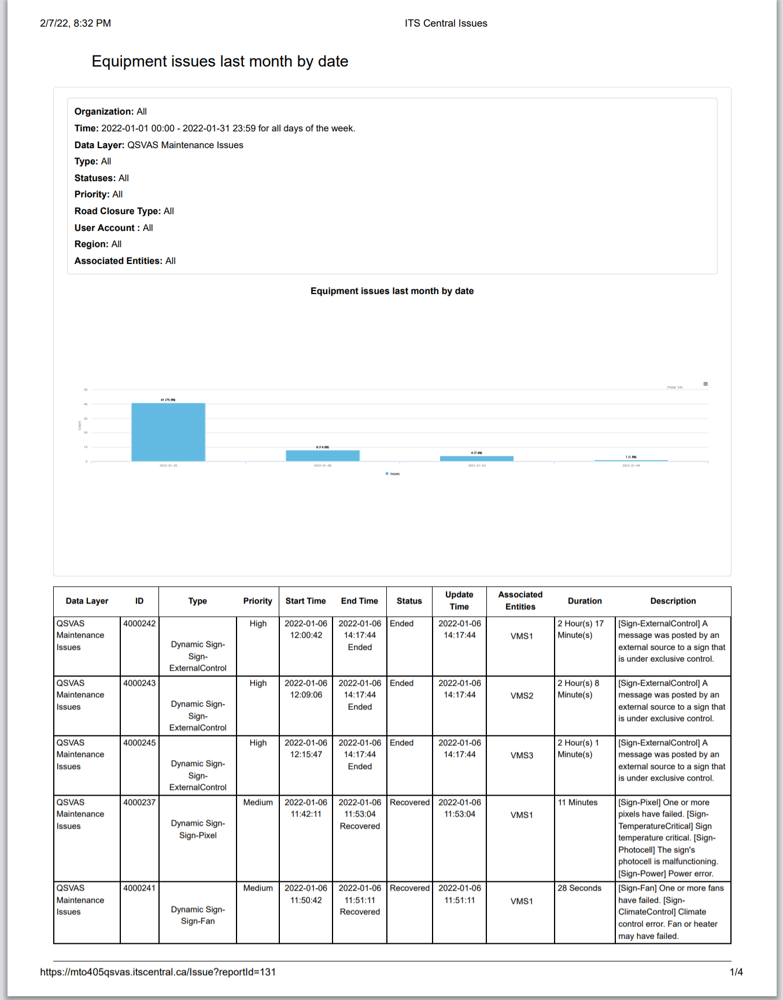 2/7/22, 8:32 PM
ITS Central Issues
Equipment issues last month by date
Organization: All
Time: 2022-01-01 00:00 - 2022-01-31 23:59 for all days of the week.
Data Layer: QSVAS Maintenance Issues
Type: All
Statuses: All
Priority: All
Road Closure Type: All
User Account : All
Region: All
Associated Entities: All
Equipment issues last month by date
(Total: 54)
50
40
30
20
10
0
Count
41 (75.9%)
8 (14.8%)
4 (7.4%)
1 (1.9%)
2022-01-05
2022-01-06
2022-01-03
2022-01-04
Issues
Data Layer
ID
Type
Priority
Start Time
End Time
Status
Update
Time
Associated
Entities
Duration
Description
QSVAS
Maintenance
Issues
4000242
Dynamic Sign-
Sign-
ExternalControl
High
2022-01-06
12:00:42
2022-01-06
14:17:44
Ended
Ended
2022-01-06
14:17:44
VMS1
2 Hour(s) 17
Minute(s)
[Sign-ExternalControl] A
message was posted by an
external source to a sign that
is under exclusive control.
QSVAS
Maintenance
Issues
4000243
Dynamic Sign-
Sign-
ExternalControl
High
2022-01-06
12:09:06
2022-01-06
14:17:44
Ended
Ended
2022-01-06
14:17:44
VMS2
2 Hour(s) 8
Minute(s)
[Sign-ExternalControl] A
message was posted by an
external source to a sign that
is under exclusive control.
QSVAS
Maintenance
Issues
4000245
Dynamic Sign-
Sign-
ExternalControl
High
2022-01-06
12:15:47
2022-01-06
14:17:44
Ended
Ended
2022-01-06
14:17:44
VMS3
2 Hour(s) 1
Minute(s)
[Sign-ExternalControl] A
message was posted by an
external source to a sign that
is under exclusive control.
QSVAS
Maintenance
Issues
4000237
Dynamic Sign-
Sign-Pixel
Medium
2022-01-06
11:42:11
2022-01-06
11:53:04
Recovered
Recovered
2022-01-06
11:53:04
VMS1
11 Minutes
[Sign-Pixel] One or more
pixels have failed. [Sign-
TemperatureCritical] Sign
temperature critical. [Sign-
Photocell] The sign's
photocell is malfunctioning.
[Sign-Power] Power error.
QSVAS
Maintenance
Issues
4000241
Dynamic Sign-
Sign-Fan
Medium
2022-01-06
11:50:42
2022-01-06
11:51:11
Recovered
Recovered
2022-01-06
11:51:11
VMS1
28 Seconds
[Sign-Fan] One or more fans
have failed. [Sign-
ClimateControl] Climate
control error. Fan or heater
may have failed.
https://mto405qsvas.itscentral.ca/Issue?reportId=131
1/4